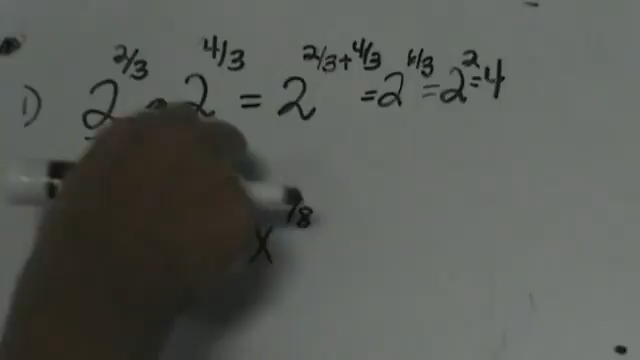 1) 2^2/3 · 2^4/3 = 2^2/3+4/3 = 2^6/3 = 2^2 = 4
x^/8